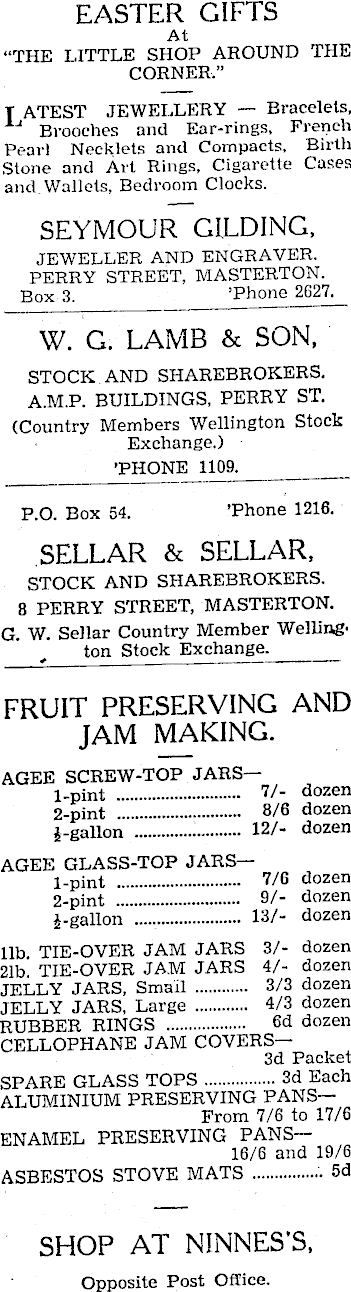 EASTER GIFTS
At
“THE LITTLE SHOP AROUND THE
CORNER.”
LATEST JEWELLERY — Bracelets,
Brooches and Ear-rings, French
Pearl Necklets and Compacts, Birth
Stone and Art Rings, Cigarette Cases
and Wallets, Bedroom Clocks.
SEYMOUR GILDING,
JEWELLER AND ENGRAVER.
PERRY STREET, MASTERTON.
Box 3. 'Phone 2627.
W. G. LAMB & SON,
STOCK AND SHAREBROKERS.
A.M.P. BUILDINGS, PERRY ST.
(Country Members Wellington Stock
Exchange.)
'PHONE 1109.
P.O. Box 54. 'Phone 1216.
SELLAR & SELLAR,
STOCK AND SHAREBROKERS.
8 PERRY STREET, MASTERTON.
G. W. Sellar Country Member Welling-
ton Stock Exchange.
FRUIT PRESERVING AND
JAM MAKING.
AGEE SCREW-TOP JARS—
1-pint ........................... 7/- dozen
2-pint ........................... 8/6 dozen
½-gallon ....................... 12/- dozen
AGEE GLASS-TOP JARS—
1-pint ........................... 7/6 dozen
2-pint ........................... 9/- dozen
½-gallon ....................... 13/- dozen
1lb. TIE-OVER JAM JARS 3/- dozen
2lb. TIE-OVER JAM JARS 4/- dozen
JELLY JARS, Small ............ 3/3 dozen
JELLY JARS, Large ............ 4/3 dozen
RUBBER RINGS .................. 6d dozen
CELLOPHANE JAM COVERS—
3d Packet
SPARE GLASS TOPS ................ 3d Each
ALUMINIUM PRESERVING PANS—
From 7/6 to 17/6
ENAMEL PRESERVING PANS—
16/6 and 19/6
ASBESTOS STOVE MATS ................ 5d
SHOP AT NINNES'S,
Opposite Post Office.